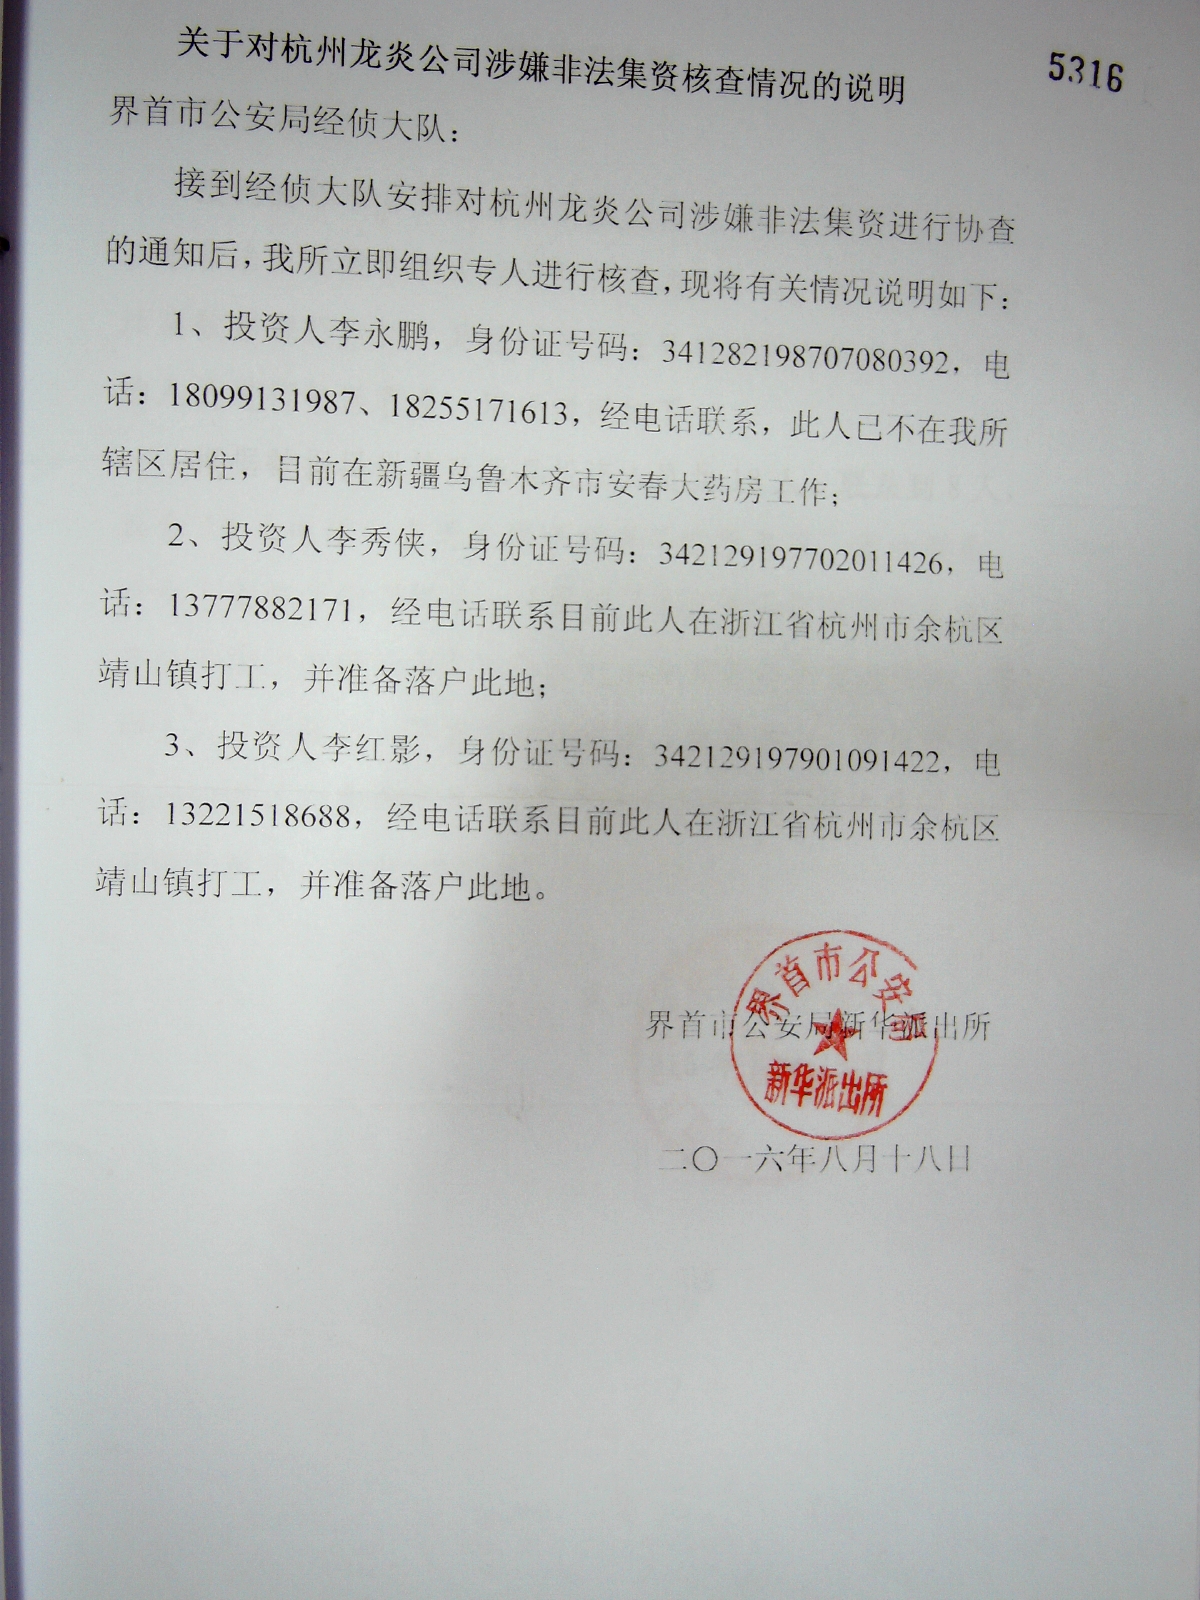 关于对杭州龙炎公司涉嫌非法集资核查情况的说明
5316
界首市公安局经侦大队：
接到经侦大队安排对杭州龙炎公司涉嫌非法集资进行协查
的通知后，我所立即组织专人进行核查，现将有关情况说明如下：
1、投资人李永鹏，身份证号码：341282198707080392，电
话：18099131987、18255171613，经电话联系，此人已不在我所
辖区居住，目前在新疆乌鲁木齐市安春大药房工作；
2、投资人李秀侠，身份证号码：342129197702011426，电
话：13777882171，经电话联系目前此人在浙江省杭州市余杭区
靖山镇打工，并准备落户此地；
3、投资人李红影，身份证号码：342129197901091422，电
话：13221518688，经电话联系目前此人在浙江省杭州市余杭区
靖山镇打工，并准备落户此地。
界首市公安局
界首市公安局新华派出所
新华派出所
二〇一六年八月十八日